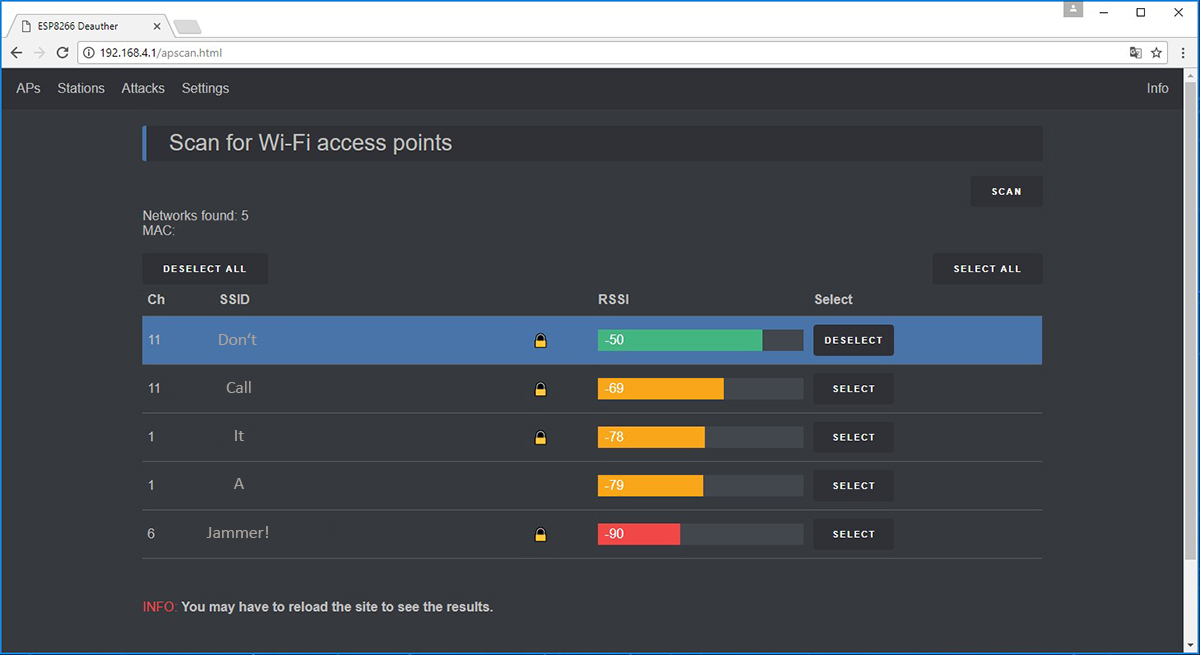 ESP8266 Deauther
192.168.4.1/apscan.html
APs Stations Attacks Settings Info
Scan for Wi-Fi access points
SCAN
Networks found: 5
MAC:
DESELECT ALL SELECT ALL
Ch SSID RSSI Select
11 Don't -50 DESELECT
11 Call -69 SELECT
1 It -78 SELECT
1 A -79 SELECT
6 Jammer! -90 SELECT
INFO: You may have to reload the site to see the results.